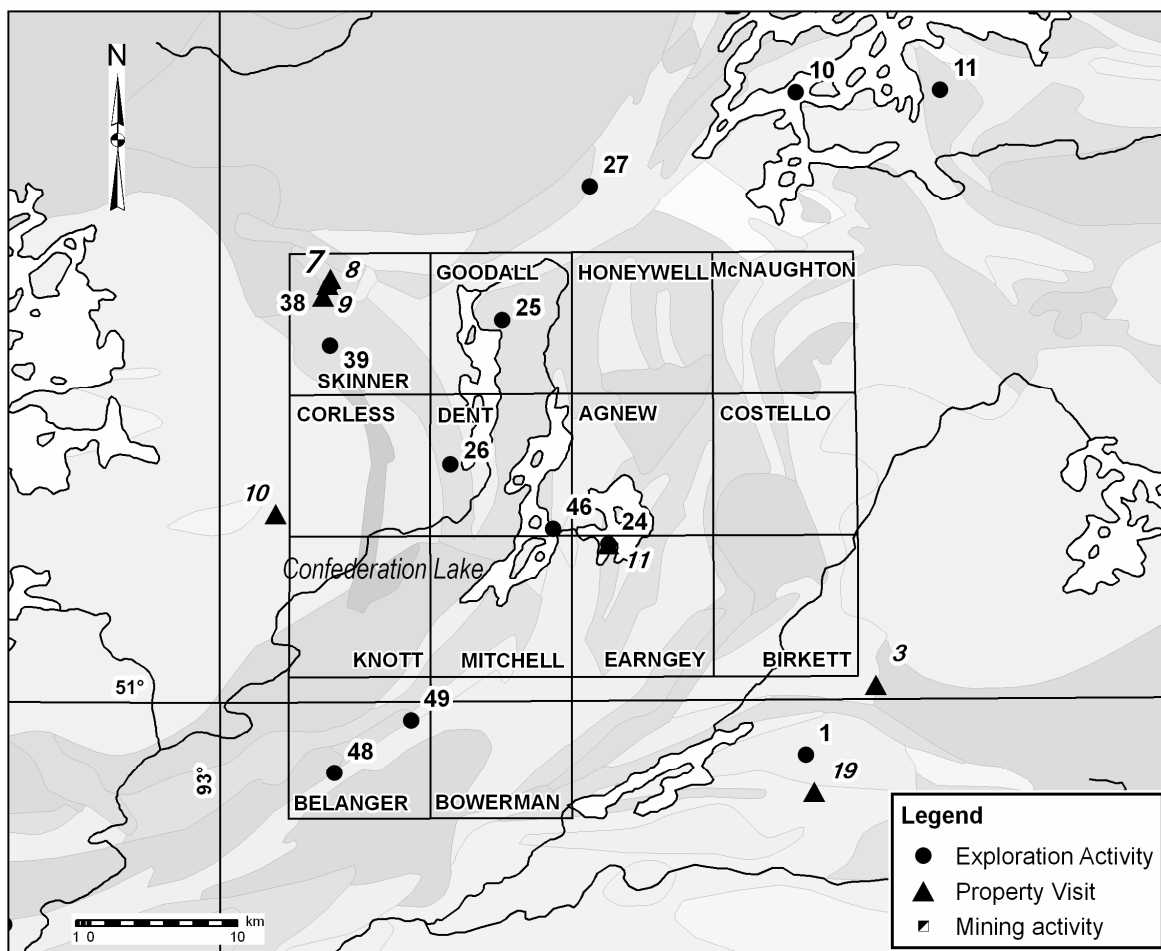 N
10
11
27
7
8
GOODALL
HONEYWELL
McNAUGHTON
38
9
25
39
SKINNER
CORLESS
DENT
AGNEW
COSTELLO
26
10
46
24
11
Confederation Lake
KNOTT
MITCHELL
EARNGEY
BIRKETT
3
51°
49
1
48
19
93°
BELANGER
BOWERMAN
Legend
Exploration Activity
Property Visit
Mining activity
km
1 0
10